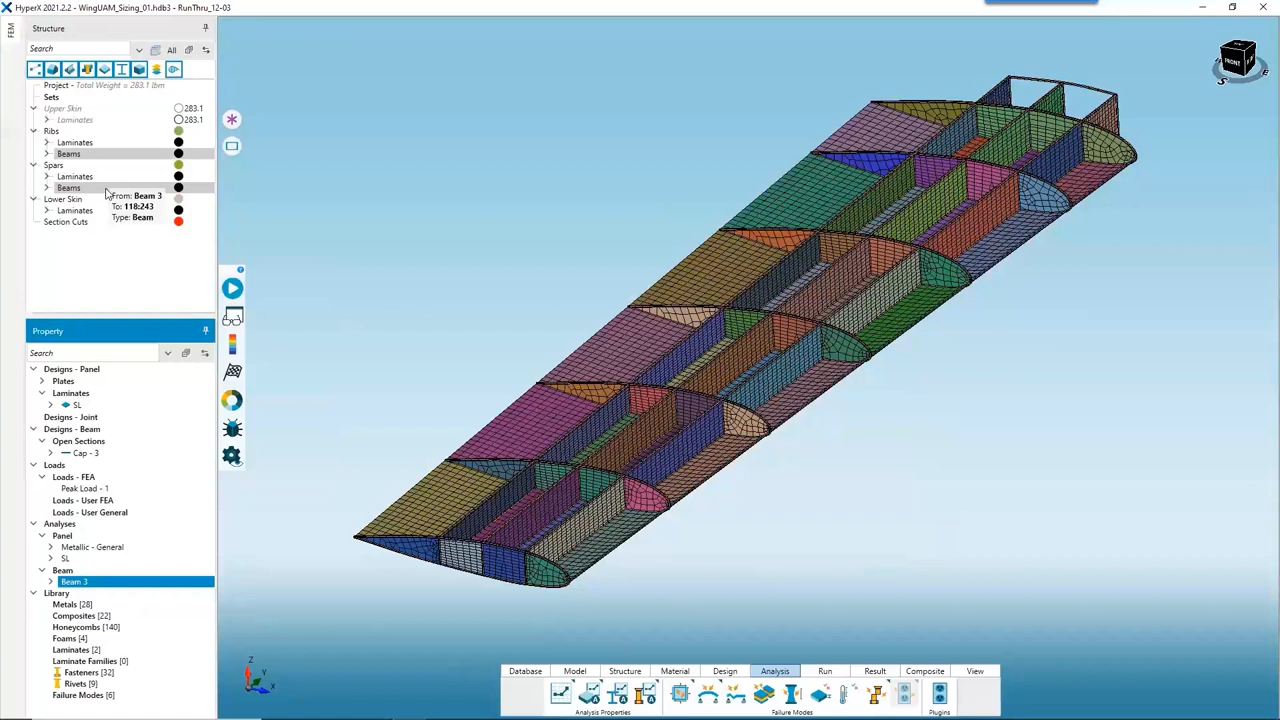 HyperX 2021.2.2 - WingUAM_Sizing_01.hdb3 - RunThru_12-03
FEM
Structure
Search
All
Project - Total Weight = 283.1 lbm
Sets
Upper Skin 283.1
Laminates 283.1
Ribs
Laminates
Beams
Spars
Laminates
Beams
From: Beam 3
To: 118:243
Type: Beam
Lower Skin
Laminates
Section Cuts
Property
Search
Designs - Panel
Plates
Laminates
SL
Designs - Joint
Designs - Beam
Open Sections
Cap - 3
Loads
Loads - FEA
Peak Load - 1
Loads - User FEA
Loads - User General
Analyses
Panel
Metallic - General
SL
Beam
Beam 3
Library
Metals [28]
Composites [22]
Honeycombs [140]
Foams [4]
Laminates [2]
Laminate Families [0]
Fasteners [32]
Rivets [9]
Failure Modes [6]
FRONT
S
E
Z
Y
X
Database Model Structure Material Design Analysis Run Result Composite View
Analysis Properties Failure Modes Plugins